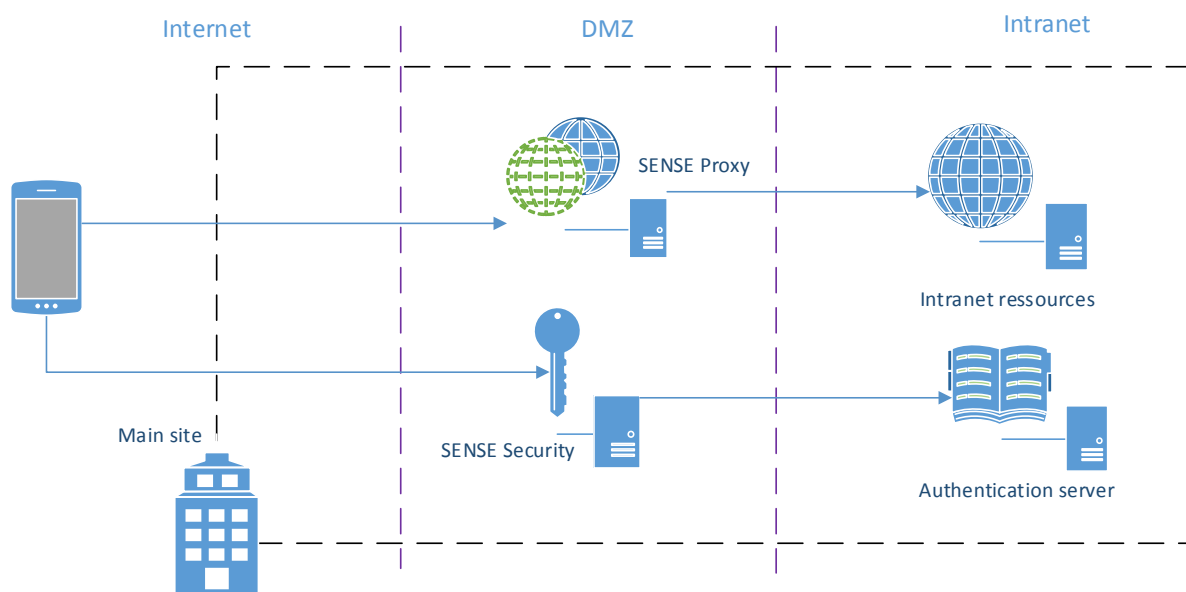 Internet
DMZ
Intranet
SENSE Proxy
Intranet ressources
Main site
SENSE Security
Authentication server